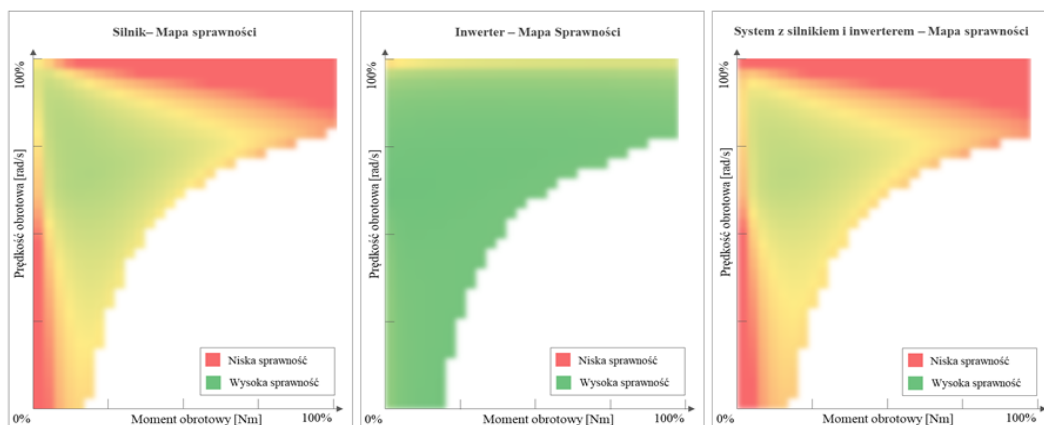 Silnik– Mapa sprawności
100%
Prędkość obrotowa [rad/s]
Niska sprawność
Wysoka sprawność
0%
Moment obrotowy [Nm]
100%
Inwerter – Mapa Sprawności
100%
Prędkość obrotowa [rad/s]
Niska sprawność
Wysoka sprawność
0%
Moment obrotowy [Nm]
100%
System z silnikiem i inwerterem – Mapa sprawności
100%
Prędkość obrotowa [rad/s]
Niska sprawność
Wysoka sprawność
0%
Moment obrotowy [Nm]
100%